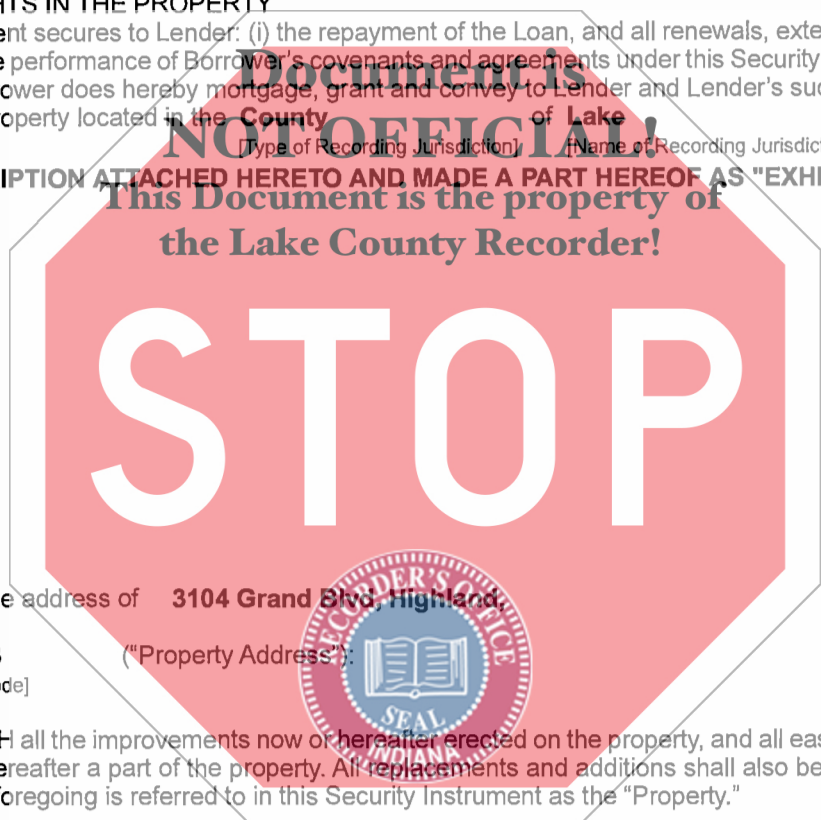 HTS IN THE PROPERTY
ent secures to Lender: (i) the repayment of the Loan, and all renewals, exte
e performance of Borrower's covenants and agreements under this Security
Document is
ower does hereby mortgage, grant and convey to Lender and Lender's suc
operty located in the County of Lake
NOT OFFICIAL!
[Type of Recording Jurisdiction] [Name of Recording Jurisdic
IPTION ATTACHED HERETO AND MADE A PART HEREOF AS "EXHI
This Document is the property of
the Lake County Recorder!
STOP
e address of 3104 Grand Blvd, Highland,
RECORDER'S OFFICE
("Property Address"):
de]
SEAL
INDIANA
H all the improvements now or hereafter erected on the property, and all eas
ereafter a part of the property. All replacements and additions shall also be
foregoing is referred to in this Security Instrument as the "Property."